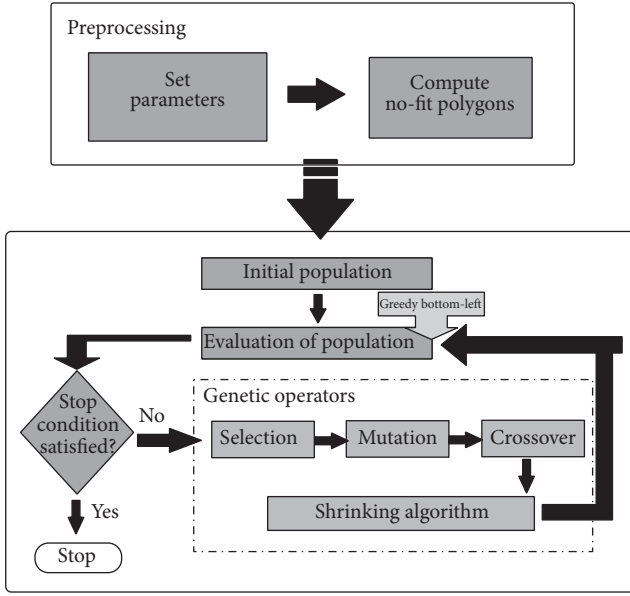 Preprocessing
Set
parameters
Compute
no-fit polygons
Initial population
Greedy bottom-left
Evaluation of population
Stop
condition
satisfied?
No
Genetic operators
Selection
Mutation
Crossover
Shrinking algorithm
Yes
Stop